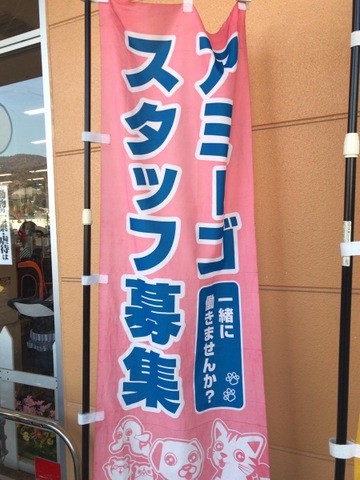 アミーゴ
スタッフ募集
一緒に
働きませんか?